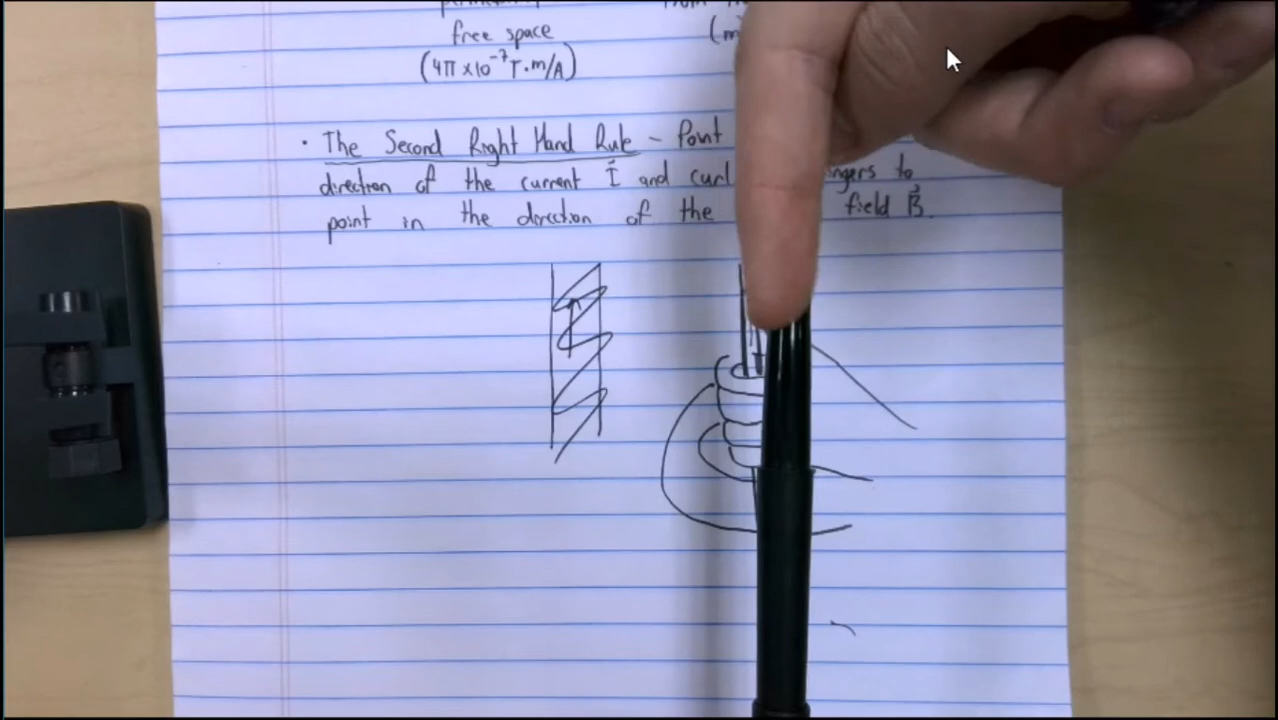 free space
(4π×10⁻⁷ T·m/A) (m
· The Second Right Hand Rule - Point
direction of the current I⃗ and curl
point in the direction of the field B⃗.